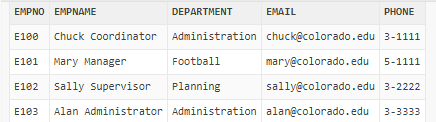 EMPNO EMPNAME DEPARTMENT EMAIL PHONE
E100 Chuck Coordinator Administration chuck@colorado.edu 3-1111
E101 Mary Manager Football mary@colorado.edu 5-1111
E102 Sally Supervisor Planning sally@colorado.edu 3-2222
E103 Alan Administrator Administration alan@colorado.edu 3-3333